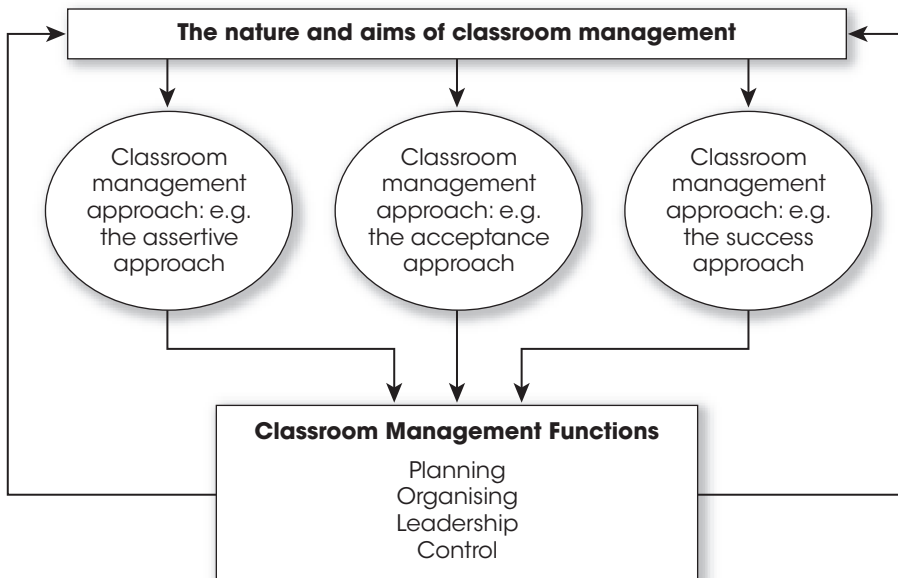 The nature and aims of classroom management
Classroom
management
approach: e.g.
the assertive
approach
Classroom
management
approach: e.g.
the acceptance
approach
Classroom
management
approach: e.g.
the success
approach
Classroom Management Functions
Planning
Organising
Leadership
Control